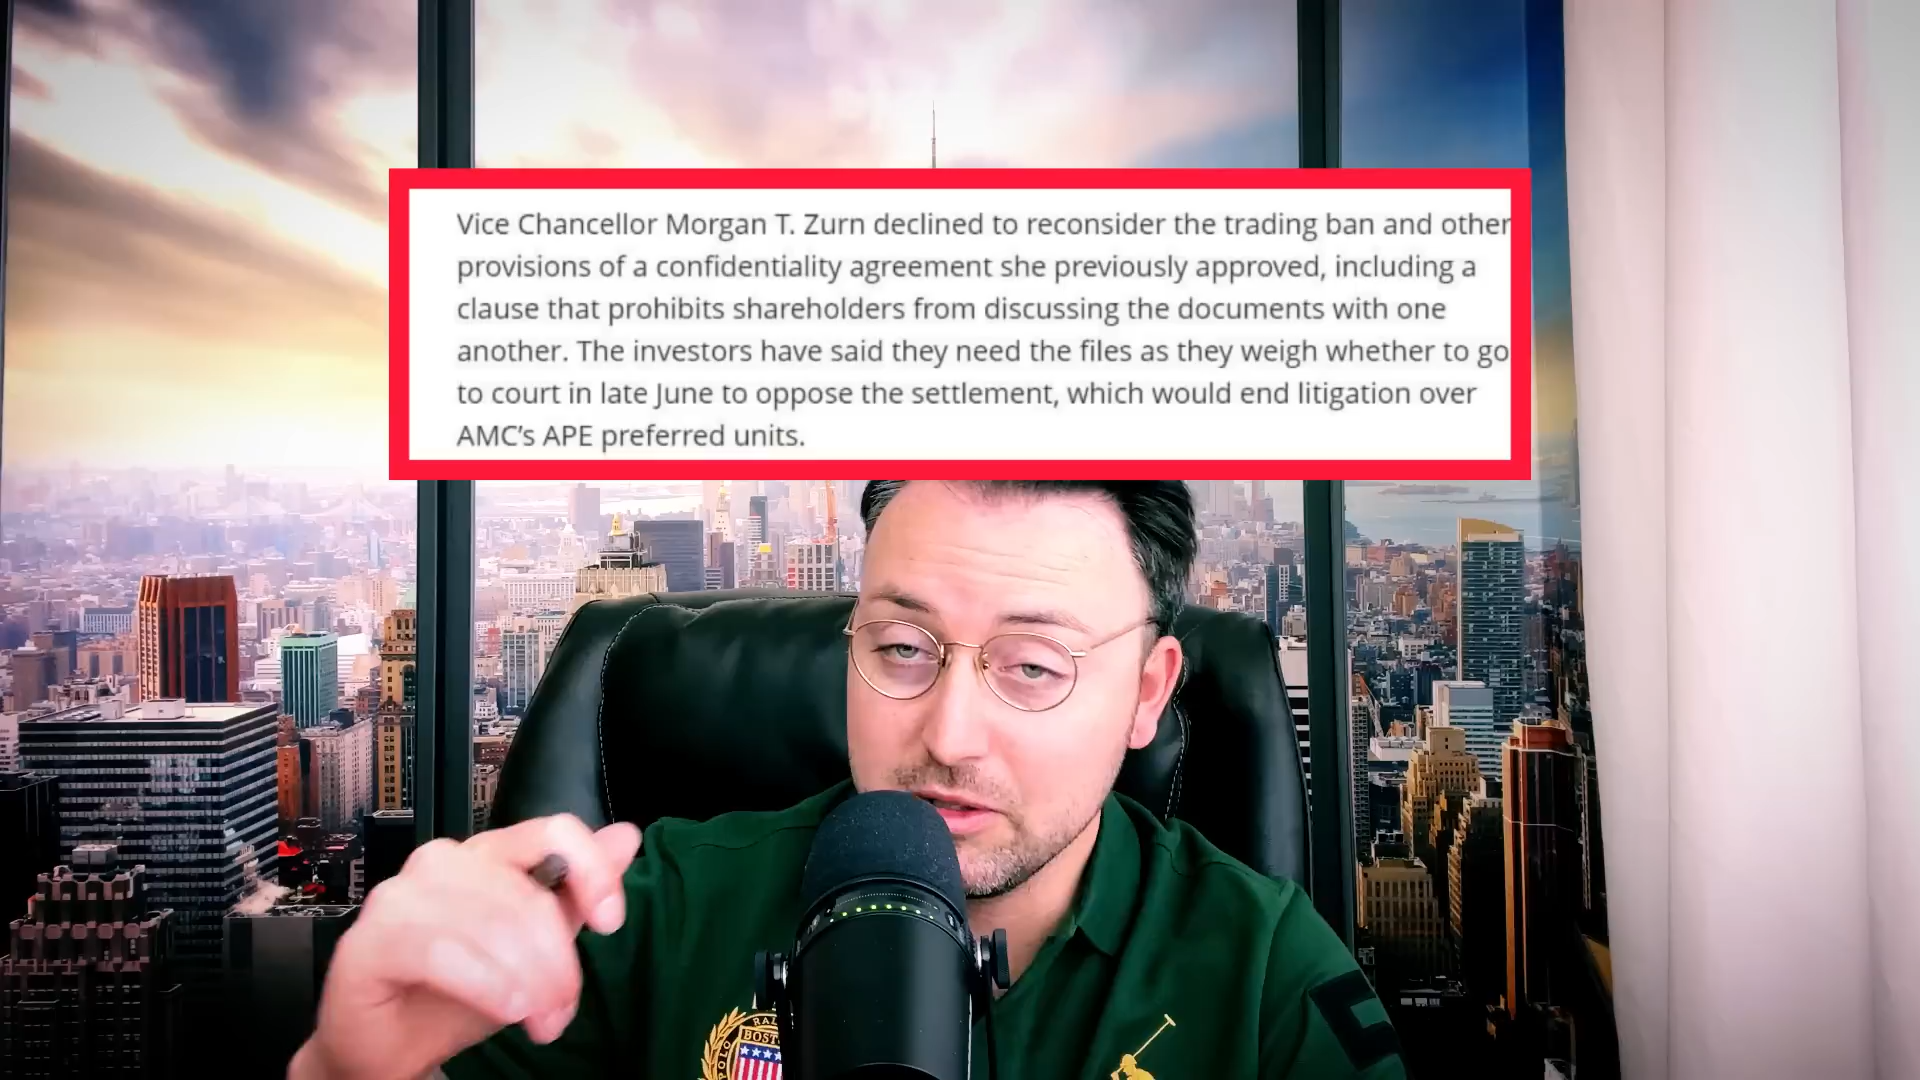 Vice Chancellor Morgan T. Zurn declined to reconsider the trading ban and other
provisions of a confidentiality agreement she previously approved, including a
clause that prohibits shareholders from discussing the documents with one
another. The investors have said they need the files as they weigh whether to go
to court in late June to oppose the settlement, which would end litigation over
AMC's APE preferred units.
POLO RAL
BOST